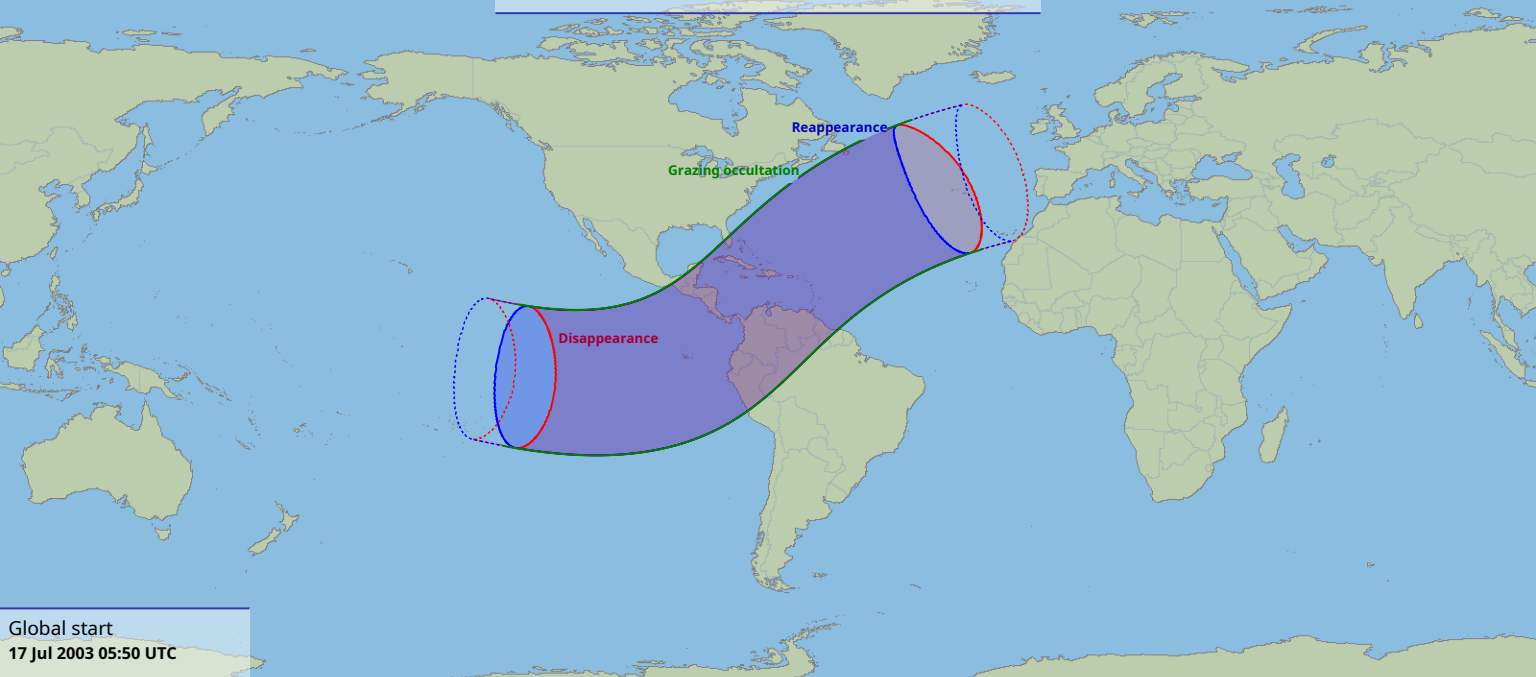 Reappearance
Grazing occultation
Disappearance
Global start
17 Jul 2003 05:50 UTC